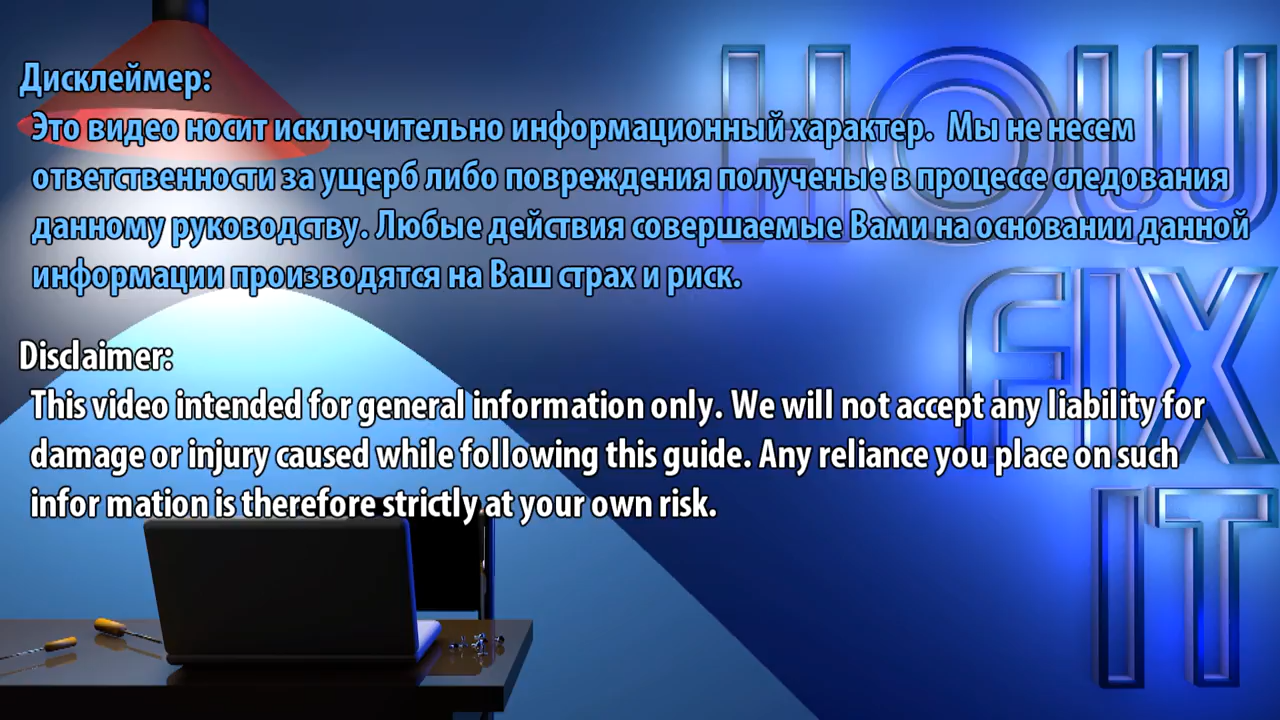 Дисклеймер:
Это видео носит исключительно информационный характер. Мы не несем
ответственности за ущерб либо повреждения полученые в процессе следования
данному руководству. Любые действия совершаемые Вами на основании данной
информации производятся на Ваш страх и риск.
Disclaimer:
This video intended for general information only. We will not accept any liability for
damage or injury caused while following this guide. Any reliance you place on such
infor mation is therefore strictly at your own risk.
HOW
FIX
IT